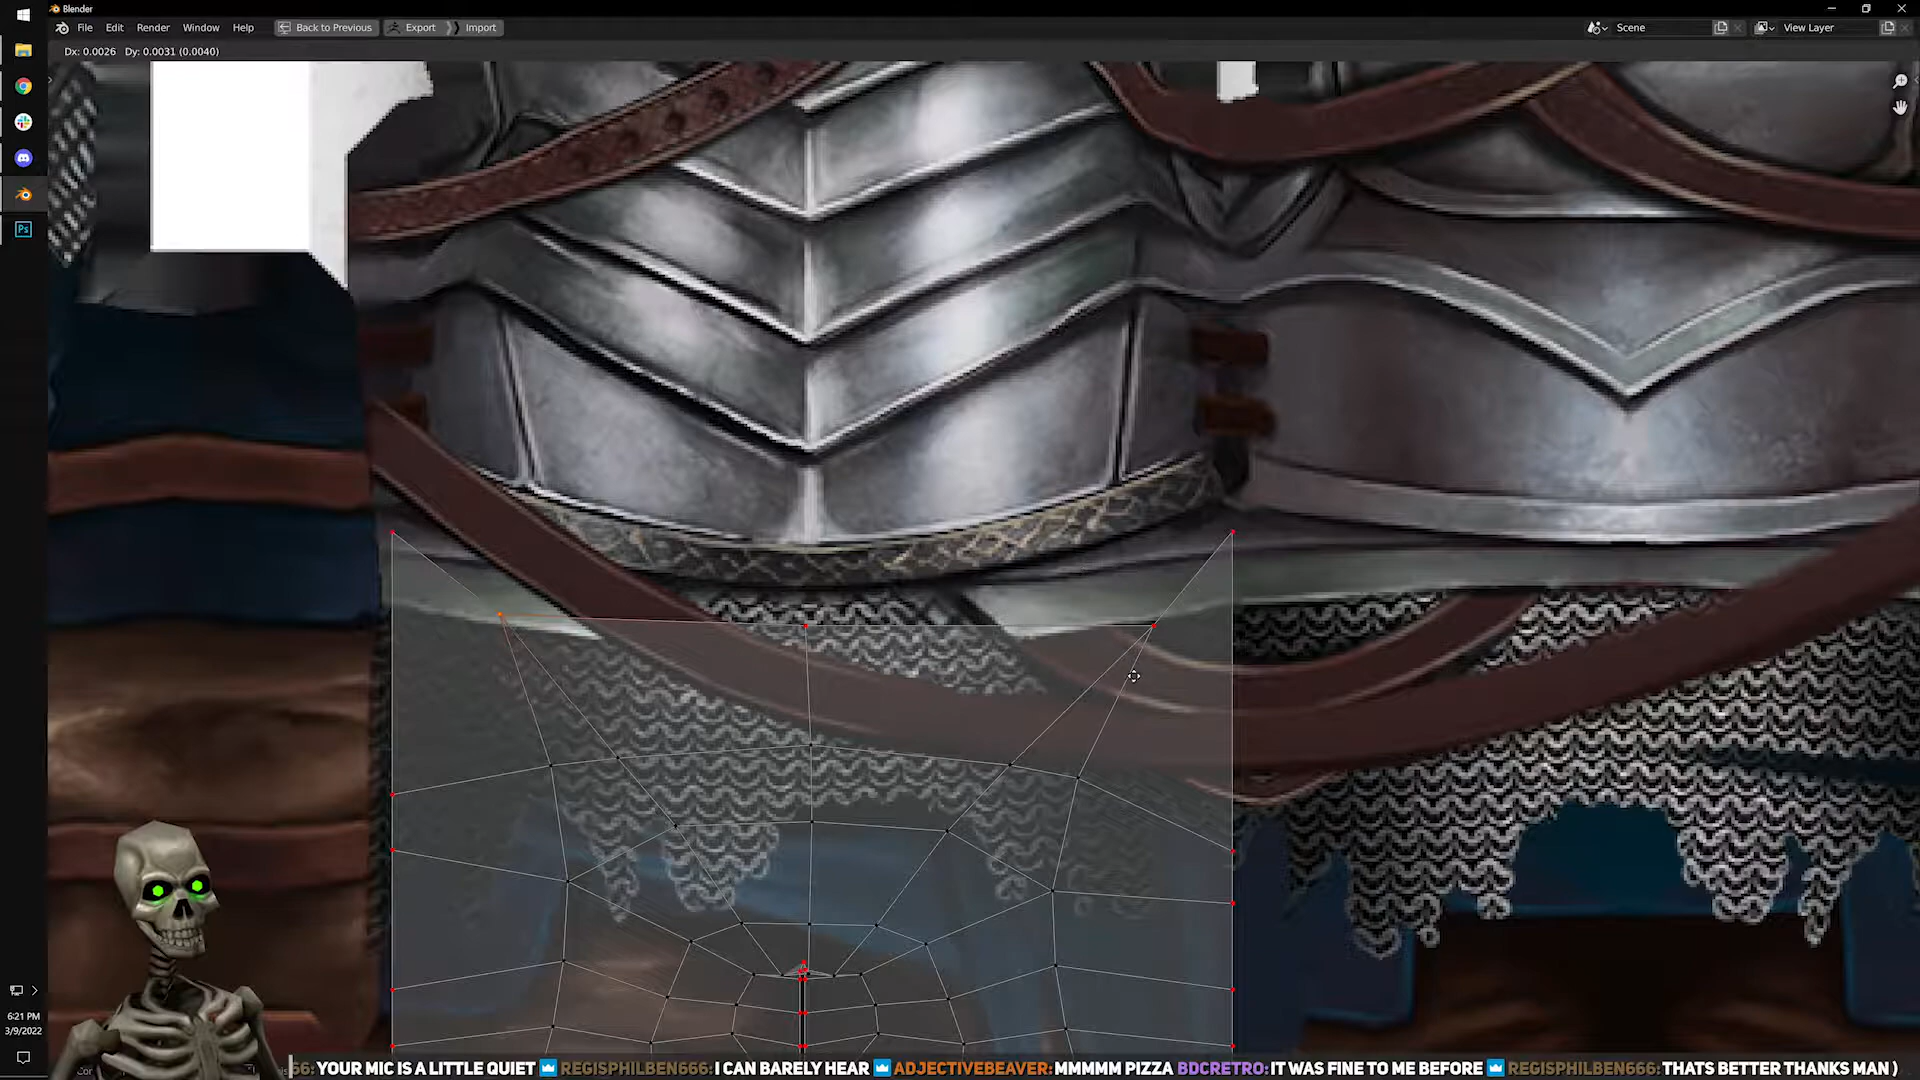 Blender
File Edit Render Window Help Back to Previous Export Import Scene View Layer
Dx: 0.0026 Dy: 0.0031 (0.0040)
Ps
6:21 PM
3/9/2022
66: YOUR MIC IS A LITTLE QUIET REGISPHILBEN666: I CAN BARELY HEAR ADJECTIVEBEAVER: MMMMM PIZZA BDCRETRO: IT WAS FINE TO ME BEFORE REGISPHILBEN666: THATS BETTER THANKS MAN )